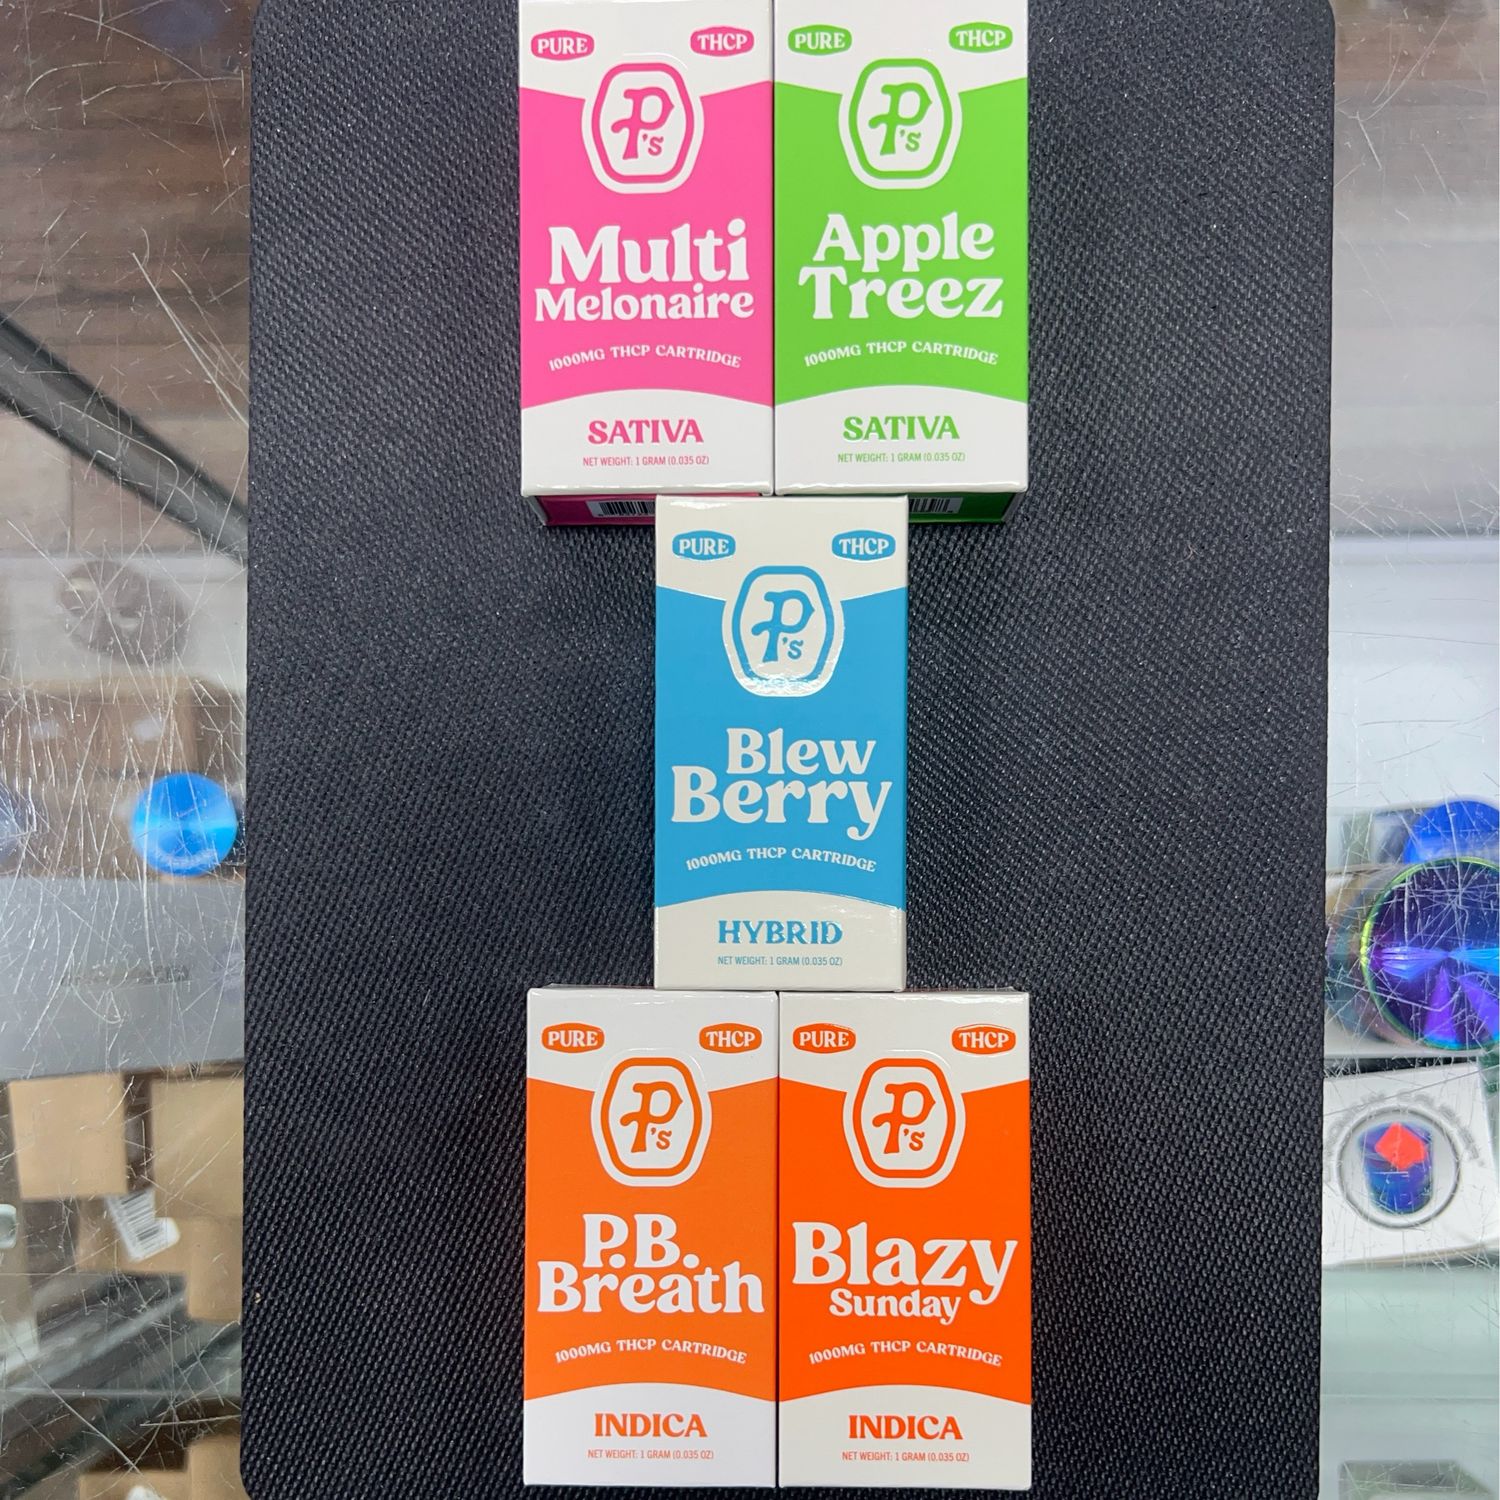 PURE THCP
P's
Multi
Melonaire
1000MG THCP CARTRIDGE
SATIVA
NET WEIGHT: 1 GRAM (0.035 OZ)
PURE THCP
P's
Apple
Treez
1000MG THCP CARTRIDGE
SATIVA
NET WEIGHT: 1 GRAM (0.035 OZ)
PURE THCP
P's
Blew
Berry
1000MG THCP CARTRIDGE
HYBRID
NET WEIGHT: 1 GRAM (0.035 OZ)
PURE THCP
P's
P.B.
Breath
1000MG THCP CARTRIDGE
INDICA
NET WEIGHT: 1 GRAM (0.035 OZ)
PURE THCP
P's
Blazy
Sunday
1000MG THCP CARTRIDGE
INDICA
NET WEIGHT: 1 GRAM (0.035 OZ)